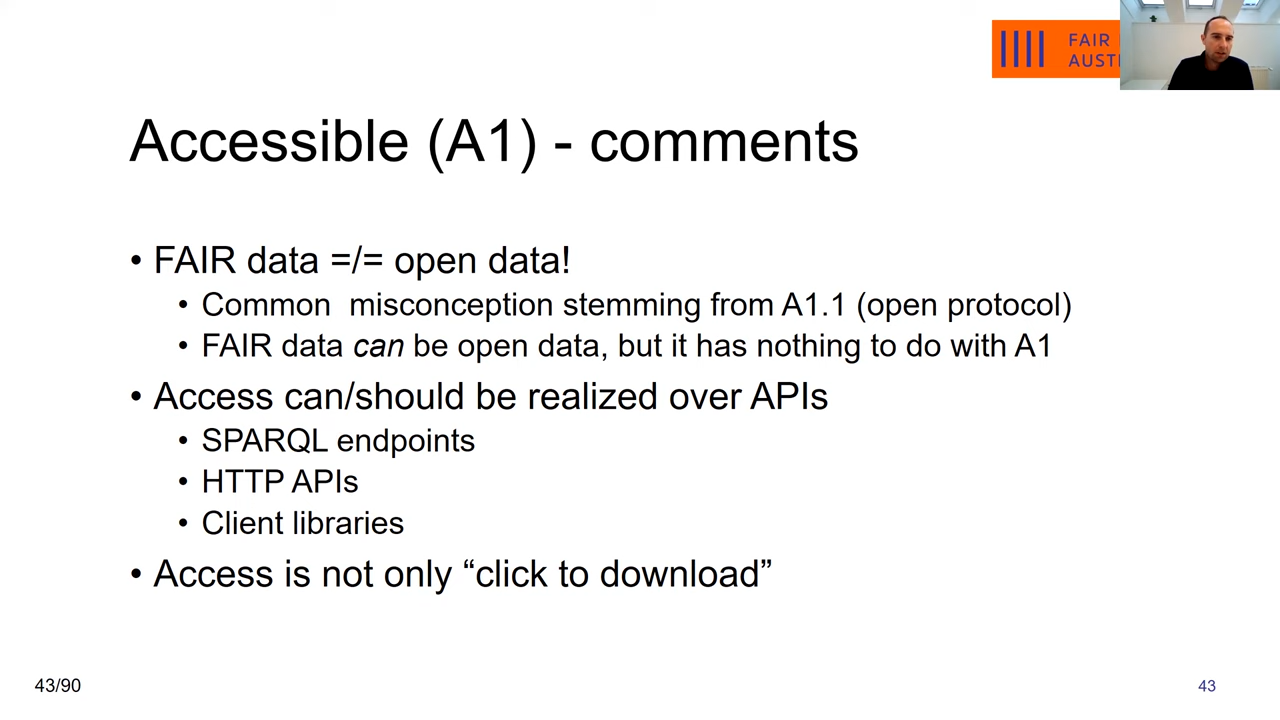 FAIR
AUST
Accessible (A1) - comments
• FAIR data =/= open data!
• Common misconception stemming from A1.1 (open protocol)
• FAIR data can be open data, but it has nothing to do with A1
• Access can/should be realized over APIs
• SPARQL endpoints
• HTTP APIs
• Client libraries
• Access is not only “click to download”
43/90
43